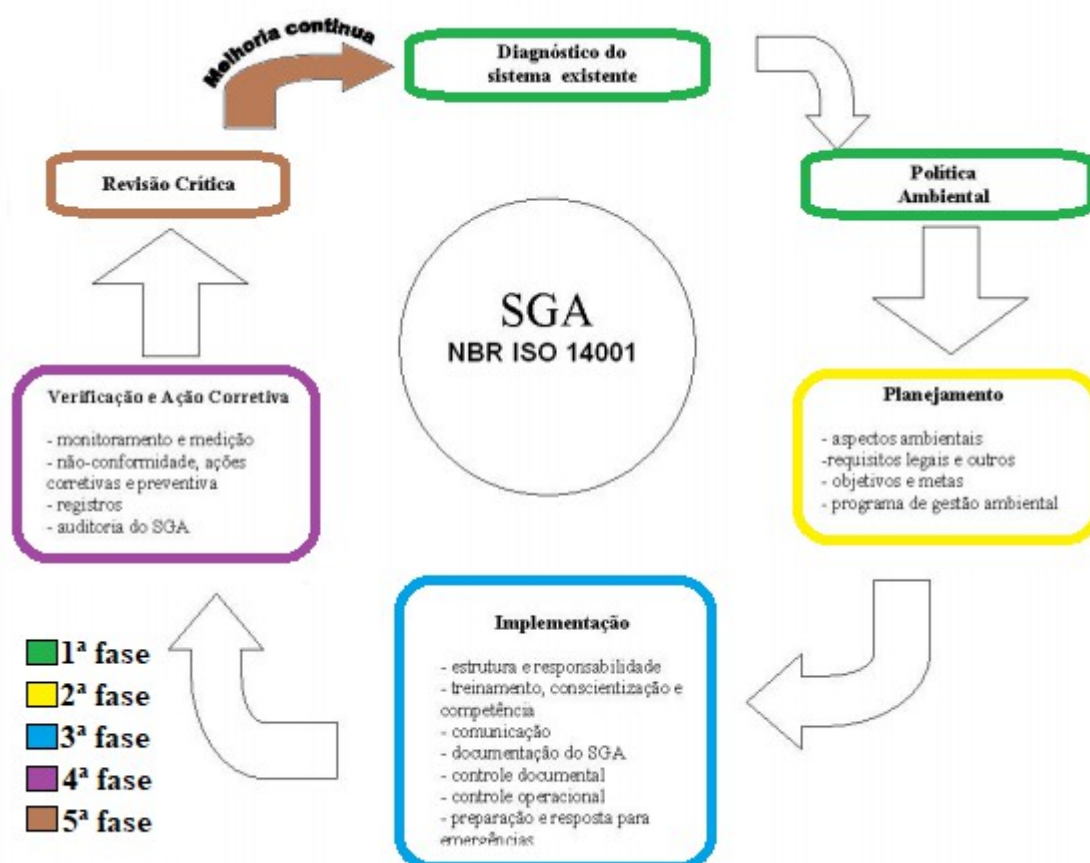 Melhoria contínua
Diagnóstico do
sistema existente
Política
Ambiental
Revisão Crítica
SGA
NBR ISO 14001
Planejamento
- aspectos ambientais
-requisitos legais e outros
- objetivos e metas
- programa de gestão ambiental
Implementação
- estrutura e responsabilidade
- treinamento, conscientização e
competência
- comunicação
- documentação do SGA
- controle documental
- controle operacional
- preparação e resposta para
emergências.
Verificação e Ação Corretiva
- monitoramento e medição
- não-conformidade, ações
corretivas e preventiva
- registros
- auditoria do SGA
1ª fase
2ª fase
3ª fase
4ª fase
5ª fase